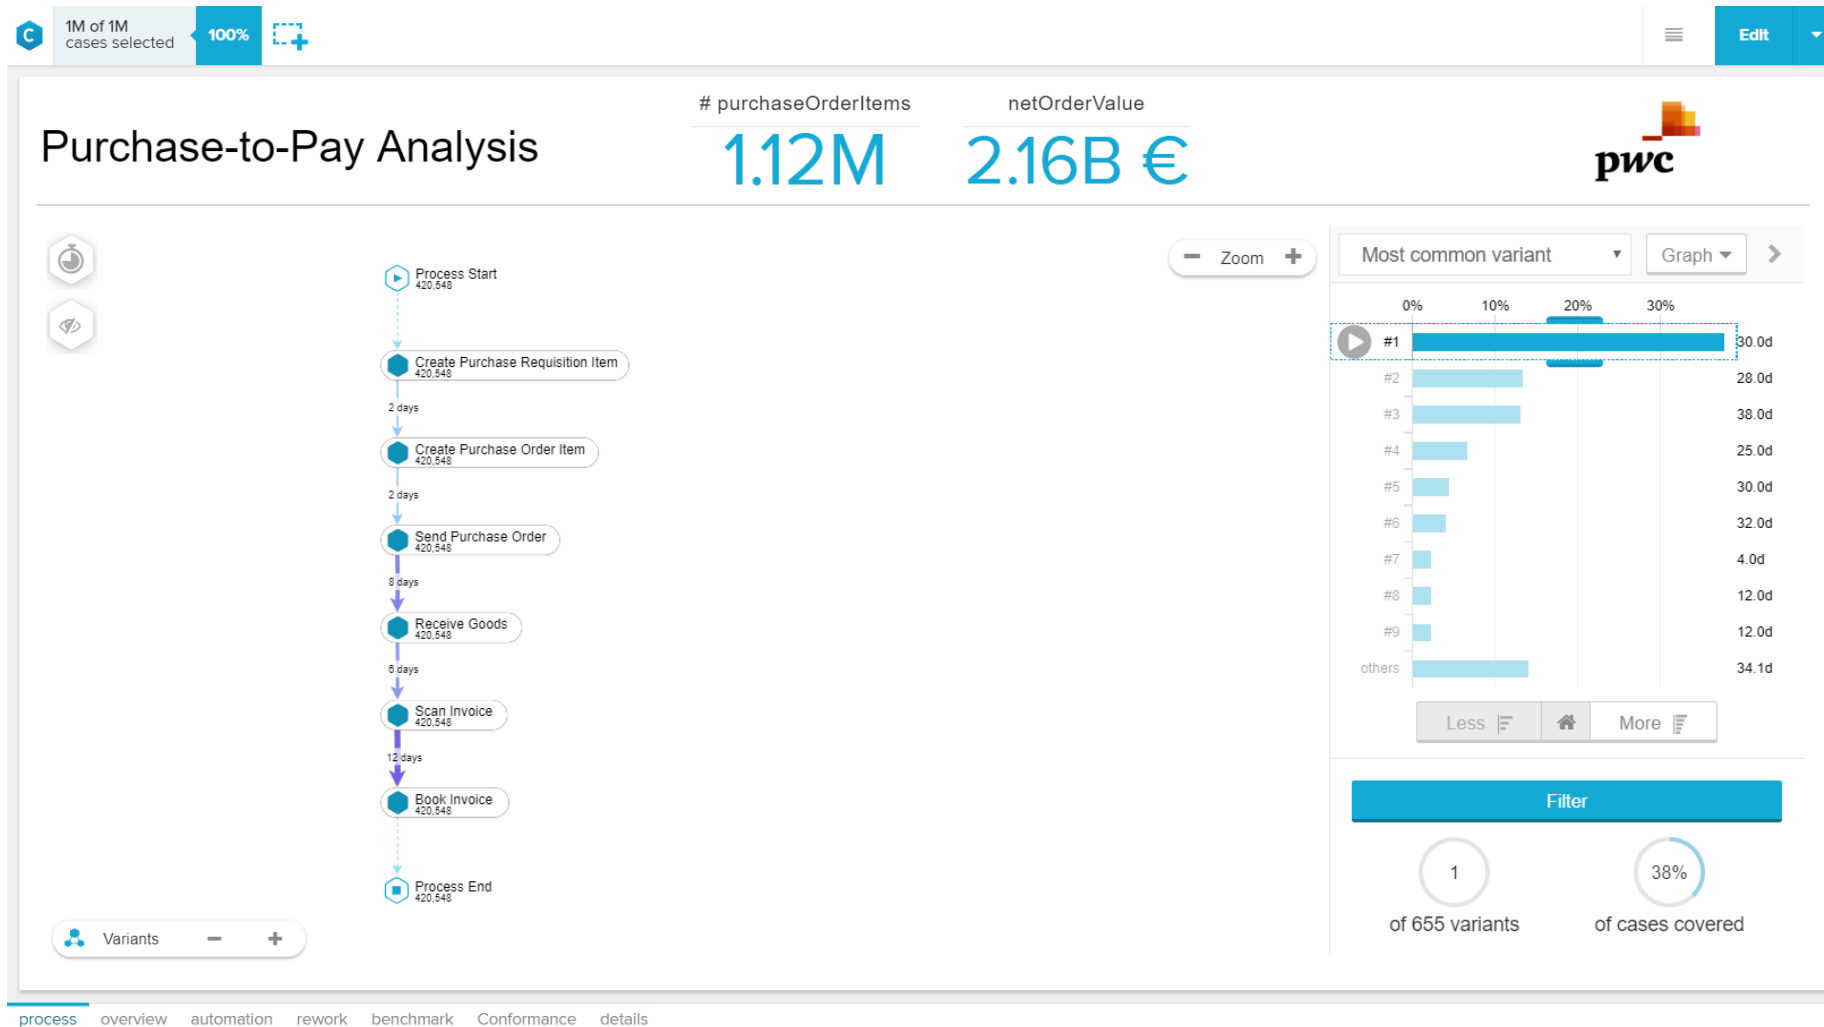 C
1M of 1M
cases selected
100%
Edit
Purchase-to-Pay Analysis
# purchaseOrderItems
1.12M
netOrderValue
2.16B €
pwc
Zoom
Process Start
420,548
Create Purchase Requisition Item
420,548
2 days
Create Purchase Order Item
420,548
2 days
Send Purchase Order
420,548
8 days
Receive Goods
420,548
6 days
Scan Invoice
420,548
12 days
Book Invoice
420,548
Process End
420,548
Variants
Most common variant
Graph
0% 10% 20% 30%
#1 30.0d
#2 28.0d
#3 38.0d
#4 25.0d
#5 30.0d
#6 32.0d
#7 4.0d
#8 12.0d
#9 12.0d
others 34.1d
Less More
Filter
1
of 655 variants
38%
of cases covered
process overview automation rework benchmark Conformance details